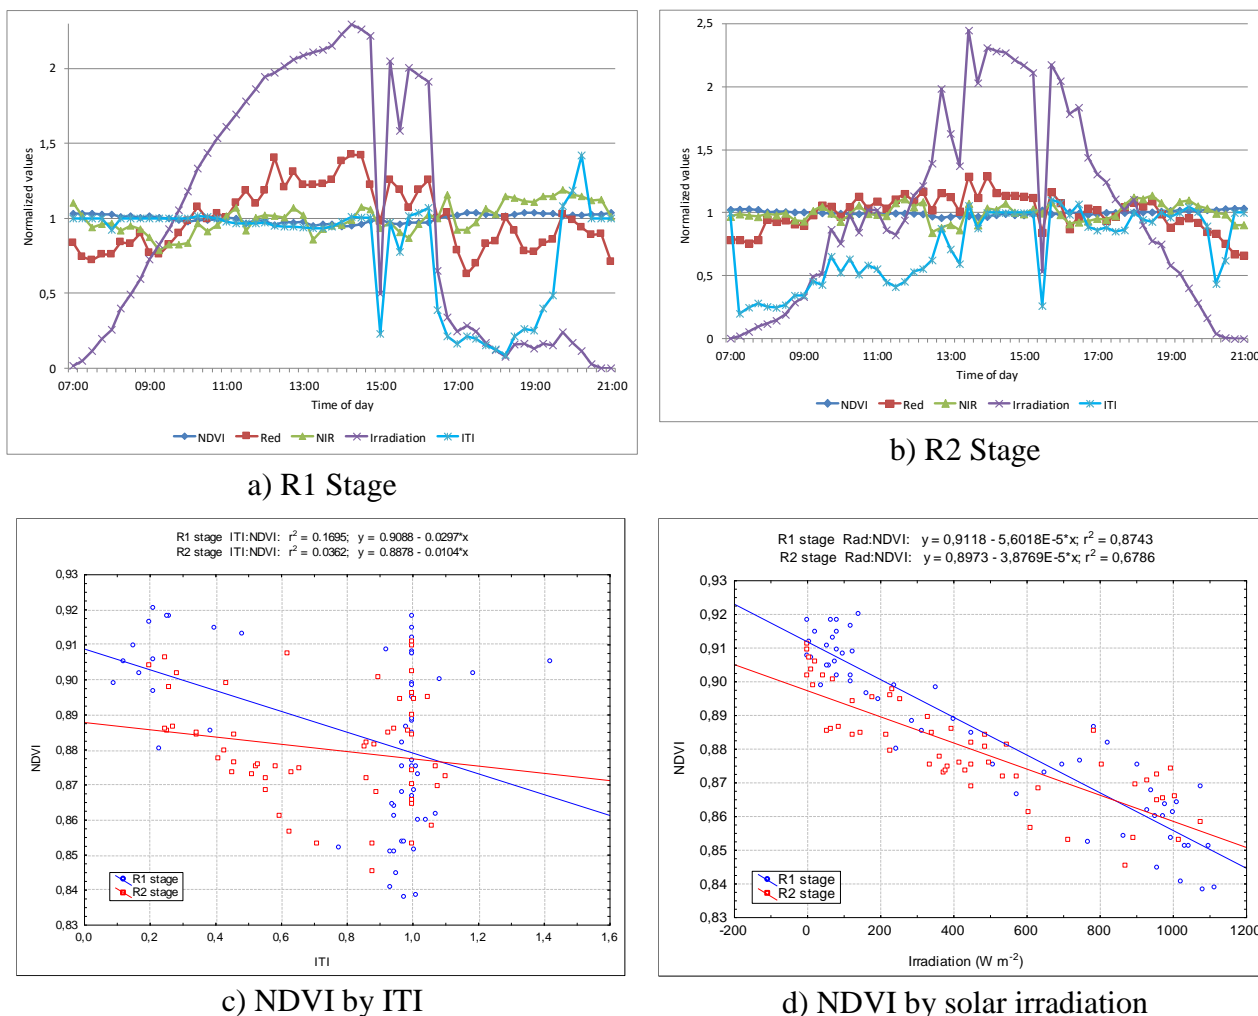 2,5
2
1,5
1
0,5
0
Normalized values
07:00 09:00 11:00 13:00 15:00 17:00 19:00 21:00
Time of day
NDVI Red NIR Irradiation ITI
a) R1 Stage
2
1,5
1
0,5
0
Normalized values
07:00 09:00 11:00 13:00 15:00 17:00 19:00 21:00
Time of day
NDVI Red NIR Irradiation ITI
b) R2 Stage
R1 stage ITI:NDVI: r² = 0.1695; y = 0.9088 - 0.0297*x
R2 stage ITI:NDVI: r² = 0.0362; y = 0.8878 - 0.0104*x
0,93
0,92
0,91
0,90
0,89
0,88
0,87
0,86
0,85
0,84
0,83
NDVI
R1 stage
R2 stage
0,0 0,2 0,4 0,6 0,8 1,0 1,2 1,4 1,6
ITI
c) NDVI by ITI
R1 stage Rad:NDVI: y = 0,9118 - 5,6018E-5*x; r² = 0,8743
R2 stage Rad:NDVI: y = 0,8973 - 3,8769E-5*x; r² = 0,6786
0,93
0,92
0,91
0,90
0,89
0,88
0,87
0,86
0,85
0,84
0,83
NDVI
R1 stage
R2 stage
-200 0 200 400 600 800 1000 1200
Irradiation (W m⁻²)
d) NDVI by solar irradiation